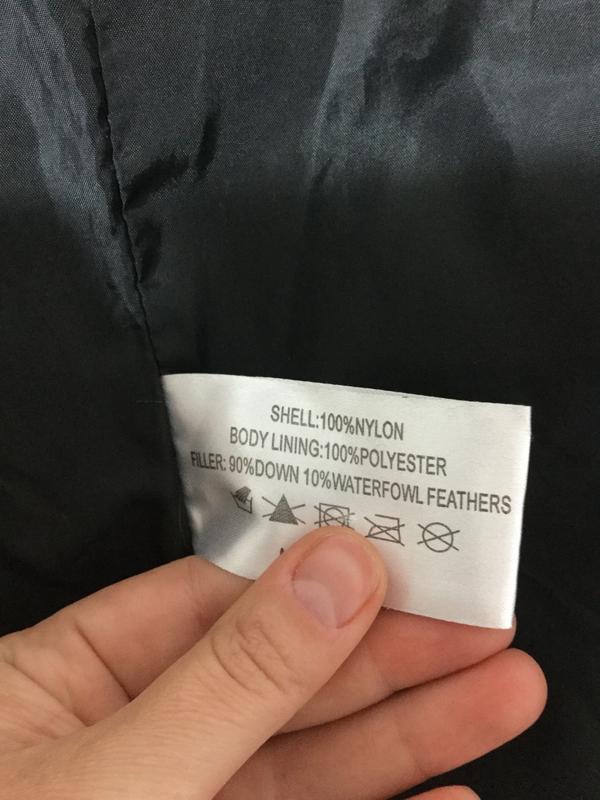 SHELL:100%NYLON
BODY LINING:100%POLYESTER
FILLER: 90%DOWN 10%WATERFOWL FEATHERS